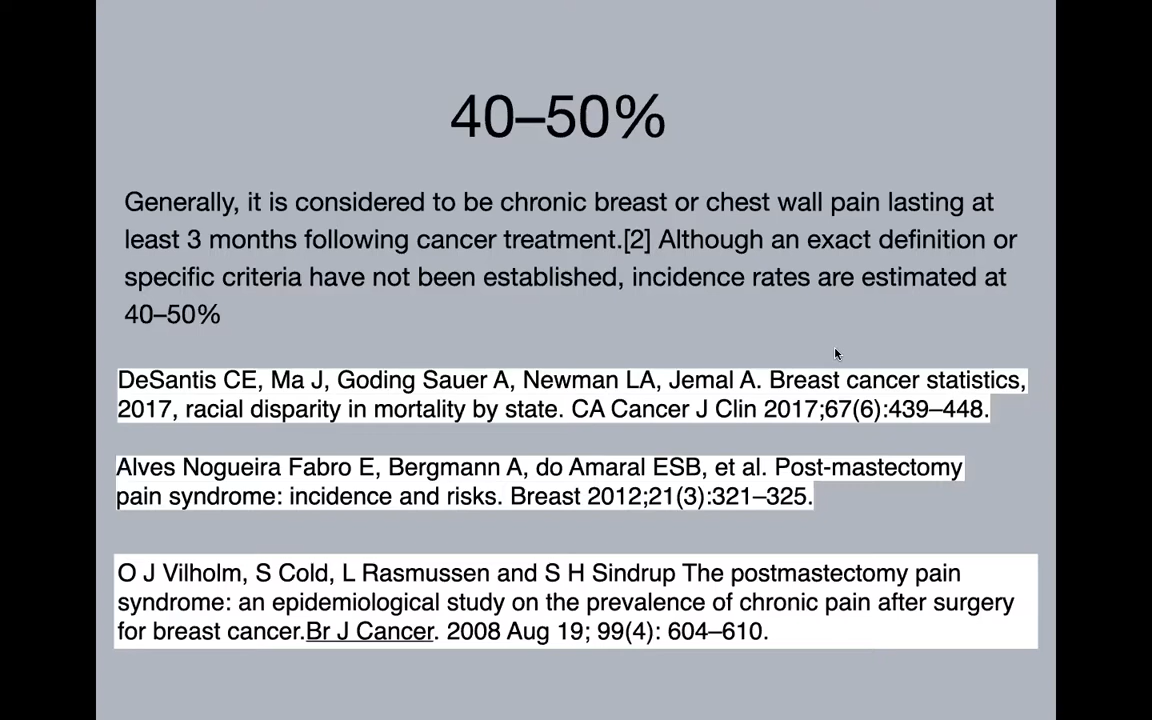 40–50%
Generally, it is considered to be chronic breast or chest wall pain lasting at
least 3 months following cancer treatment.[2] Although an exact definition or
specific criteria have not been established, incidence rates are estimated at
40–50%
DeSantis CE, Ma J, Goding Sauer A, Newman LA, Jemal A. Breast cancer statistics,
2017, racial disparity in mortality by state. CA Cancer J Clin 2017;67(6):439–448.
Alves Nogueira Fabro E, Bergmann A, do Amaral ESB, et al. Post-mastectomy
pain syndrome: incidence and risks. Breast 2012;21(3):321–325.
O J Vilholm, S Cold, L Rasmussen and S H Sindrup The postmastectomy pain
syndrome: an epidemiological study on the prevalence of chronic pain after surgery
for breast cancer.Br J Cancer. 2008 Aug 19; 99(4): 604–610.